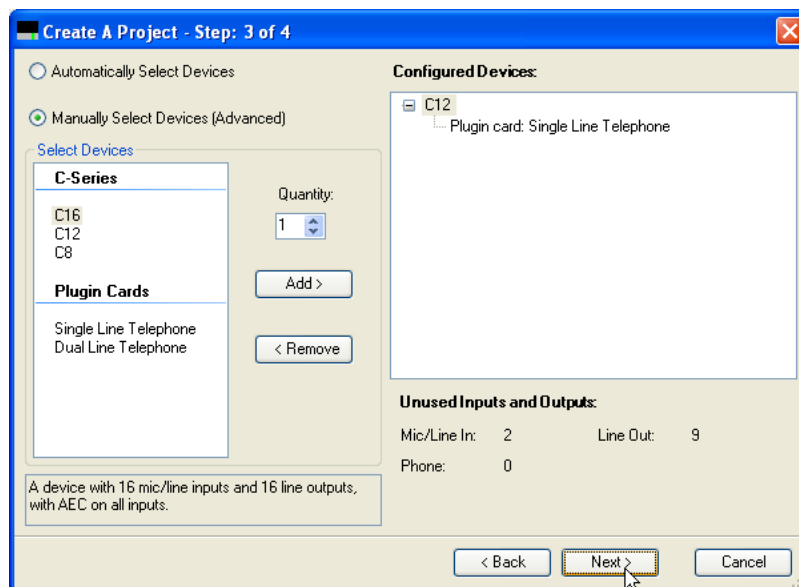 Create A Project - Step: 3 of 4
Automatically Select Devices
Manually Select Devices (Advanced)
Select Devices
C-Series
C16
C12
C8
Plugin Cards
Single Line Telephone
Dual Line Telephone
Quantity:
1
Add >
< Remove
A device with 16 mic/line inputs and 16 line outputs,
with AEC on all inputs.
Configured Devices:
C12
Plugin card: Single Line Telephone
Unused Inputs and Outputs:
Mic/Line In: 2 Line Out: 9
Phone: 0
< Back Next > Cancel